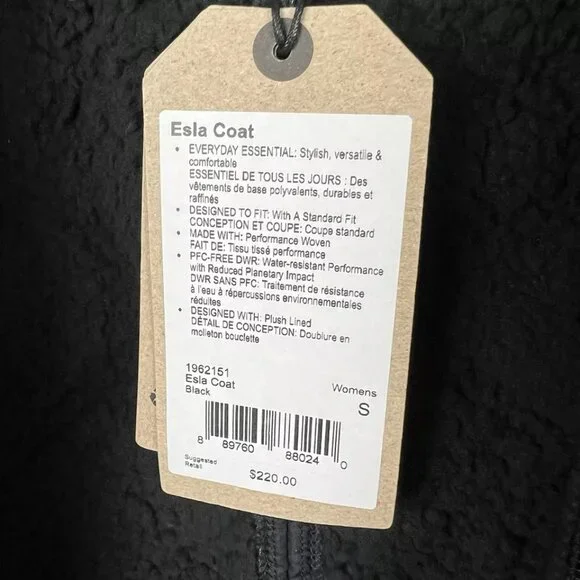 Esla Coat
• EVERYDAY ESSENTIAL: Stylish, versatile &
comfortable
ESSENTIEL DE TOUS LES JOURS : Des
vêtements de base polyvalents, durables et
raffinés
• DESIGNED TO FIT: With A Standard Fit
CONCEPTION ET COUPE: Coupe standard
• MADE WITH: Performance Woven
FAIT DE: Tissu tissé performance
• PFC-FREE DWR: Water-resistant Performance
with Reduced Planetary Impact
DWR SANS PFC: Traitement de résistance
à l'eau à répercussions environnementales
réduites
• DESIGNED WITH: Plush Lined
DÉTAIL DE CONCEPTION: Doublure en
molleton bouclette
1962151
Esla Coat
Black
Womens
S
8 89760 88024 0
Suggested
Retail
$220.00